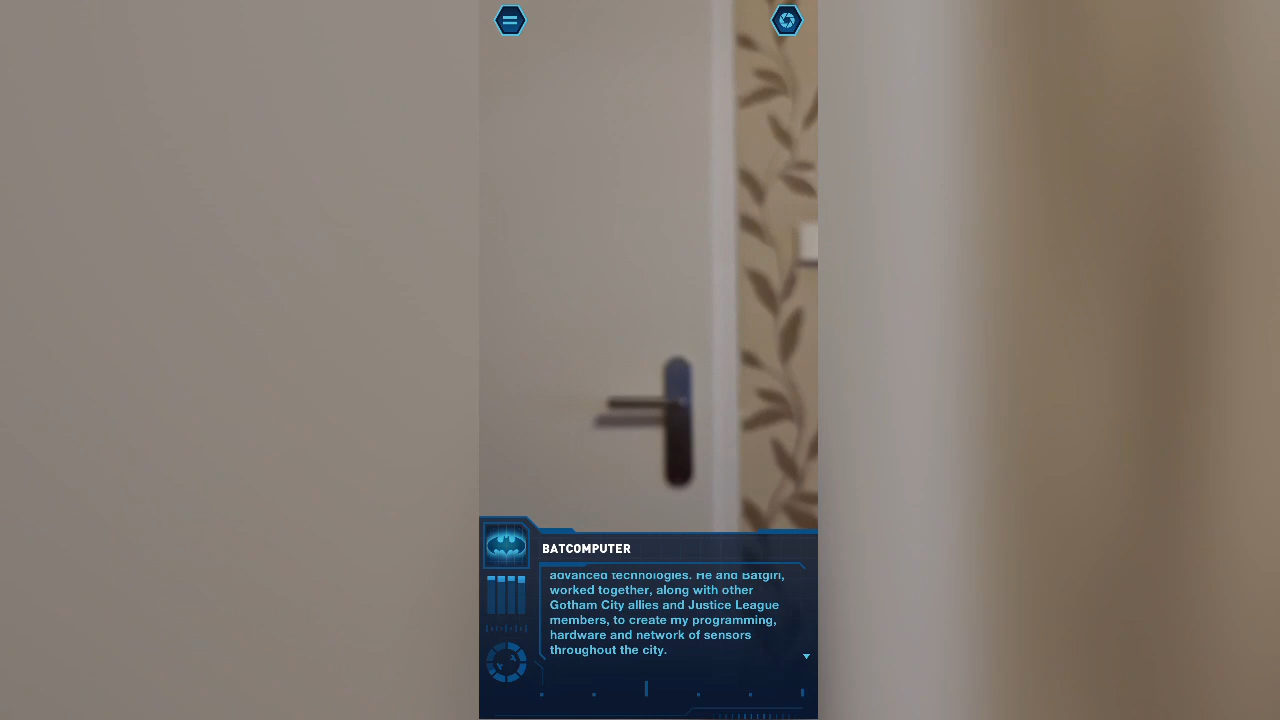 BATCOMPUTER
advanced technologies. He and Batgirl,
worked together, along with other
Gotham City allies and Justice League
members, to create my programming,
hardware and network of sensors
throughout the city.